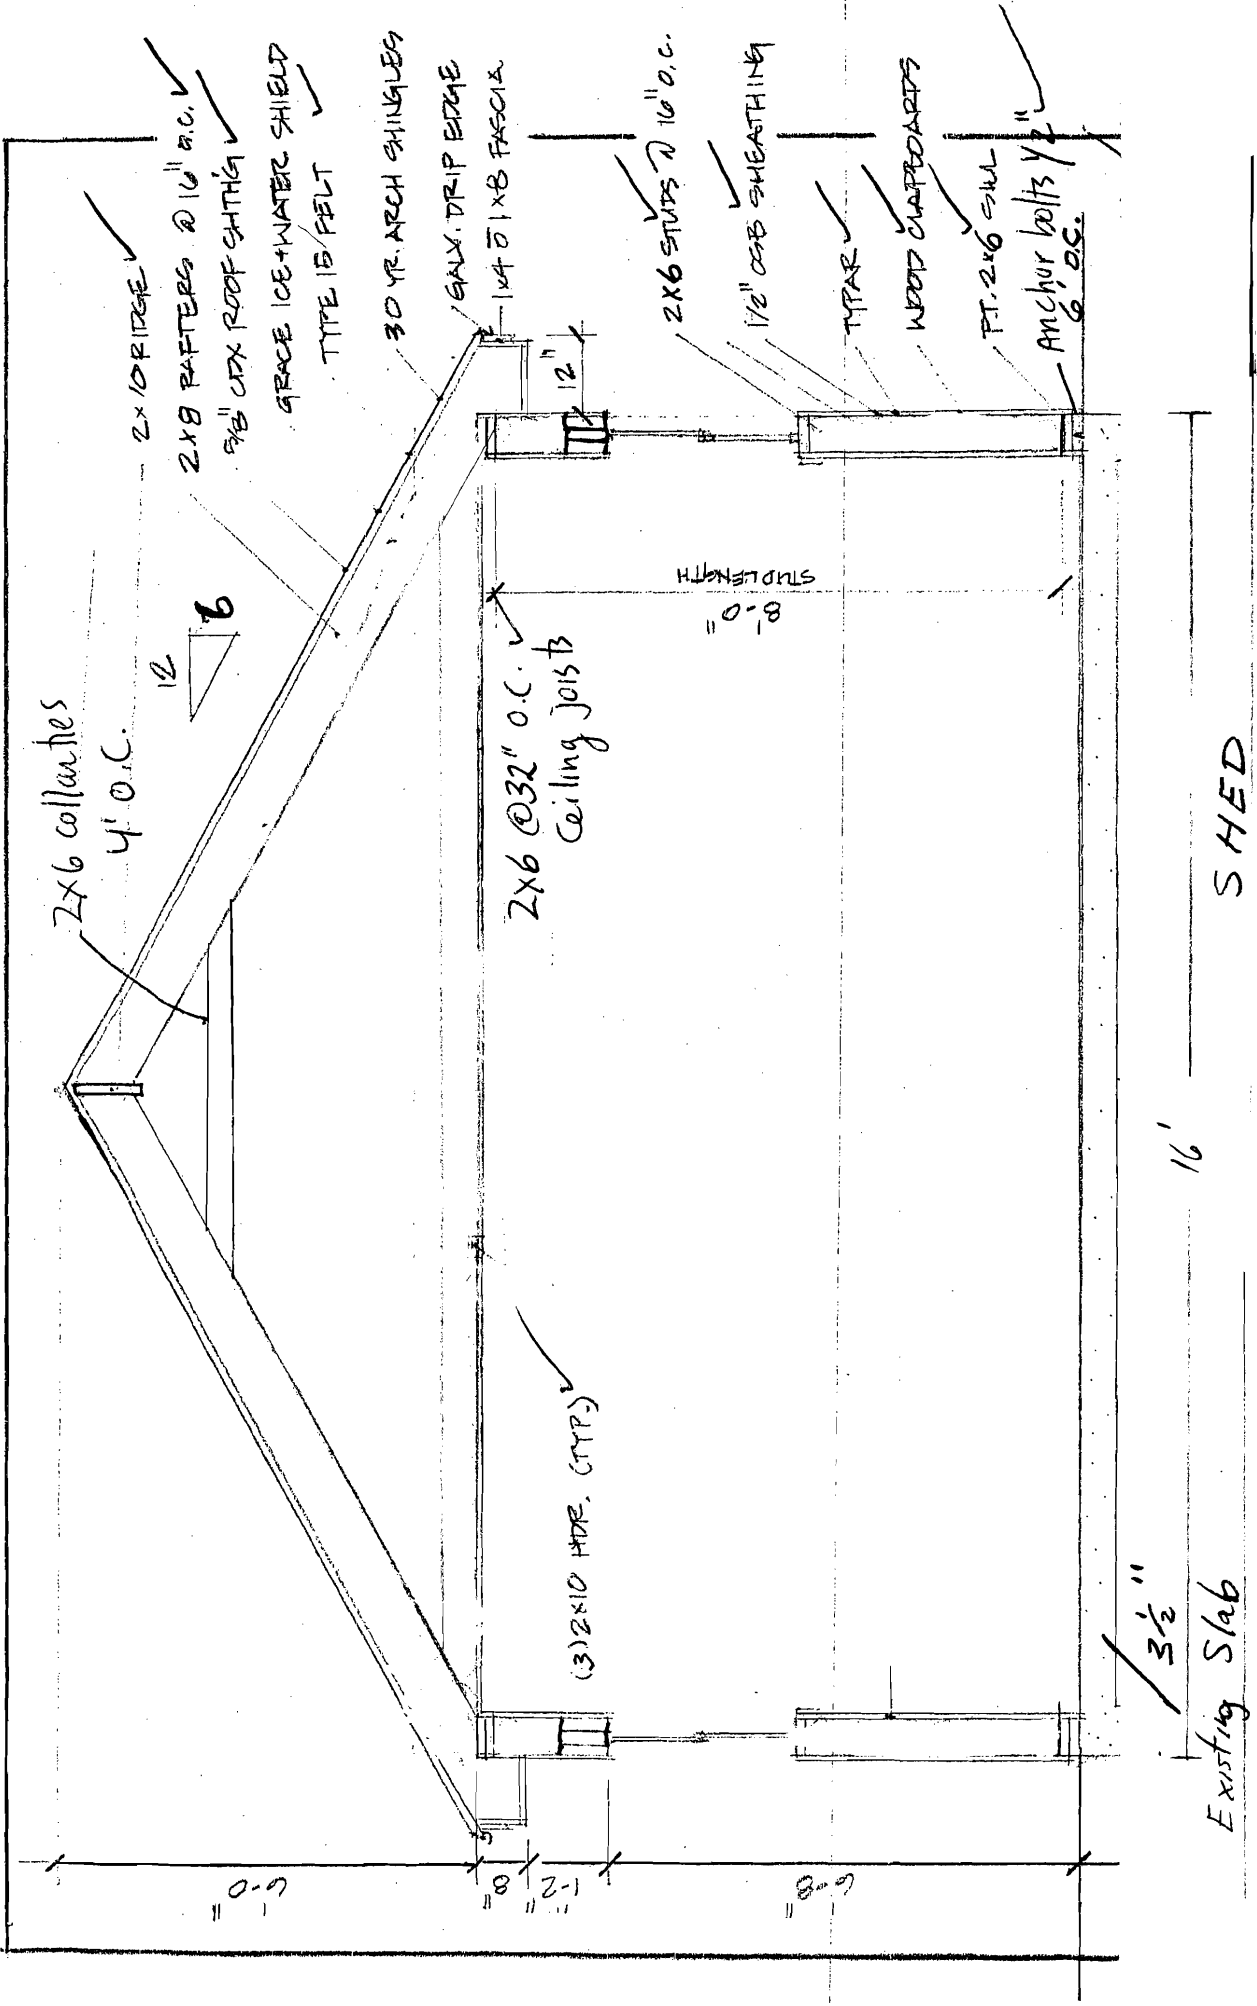 2x6 collarties
4' O.C.
12
6
2x10 RIDGE
2x8 RAFTERS @ 16" O.C.
5/8" CDX ROOF SHTH'G
GRACE ICE+WATER SHIELD
TYPE 15 FELT
30 YR. ARCH SHINGLES
GALV. DRIP EDGE
1x4 1x8 FASCIA
12"
2x6 @32" O.C.
Ceiling joists
(3) 2x10 HDR. (TYP.)
8'-0"
STUD LENGTH
2x6 STUDS @ 16" O.C.
1/2" OSB SHEATHING
TYPAR
WOOD CLAPBOARDS
P.T. 2x6 SILL
Anchor bolts 1/2"
6' O.C.
6'-0"
8"
1'-2"
6'-8"
3 1/2"
Existing Slab
16'
SHED